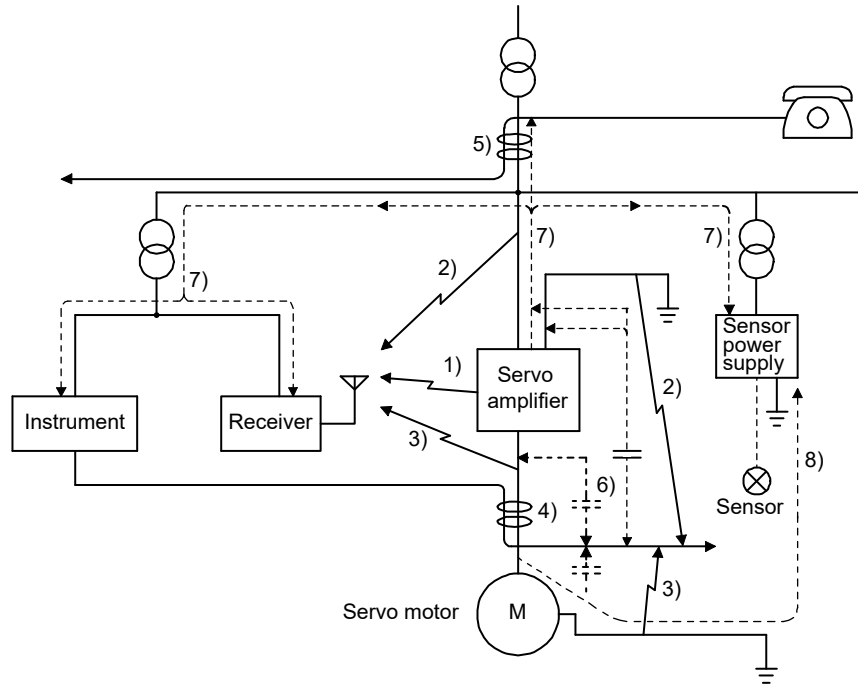 5)
2)
7)
7)
7)
1)
Servo
amplifier
Sensor
power
supply
2)
Instrument
Receiver
3)
8)
6)
4)
Sensor
3)
Servo motor
M